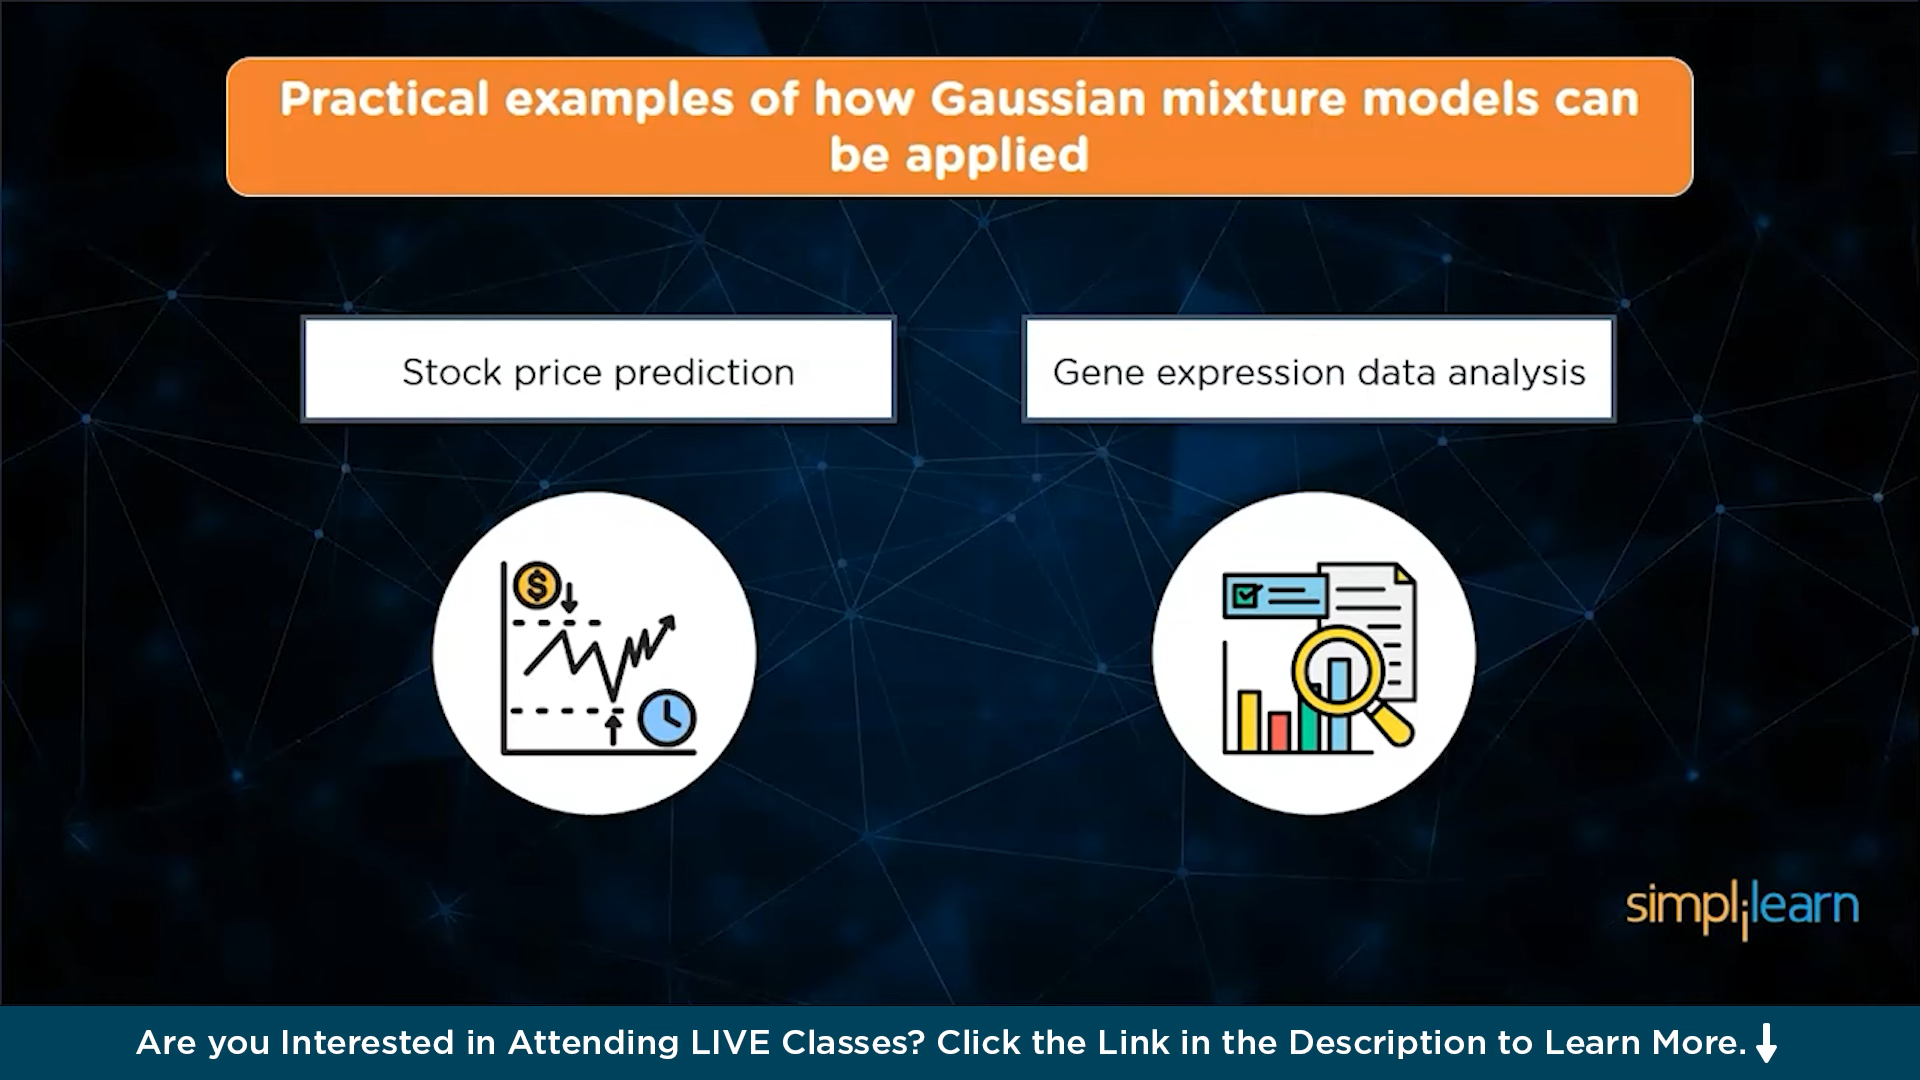 Practical examples of how Gaussian mixture models can
be applied
Stock price prediction
Gene expression data analysis
$
simplilearn
Are you Interested in Attending LIVE Classes? Click the Link in the Description to Learn More.